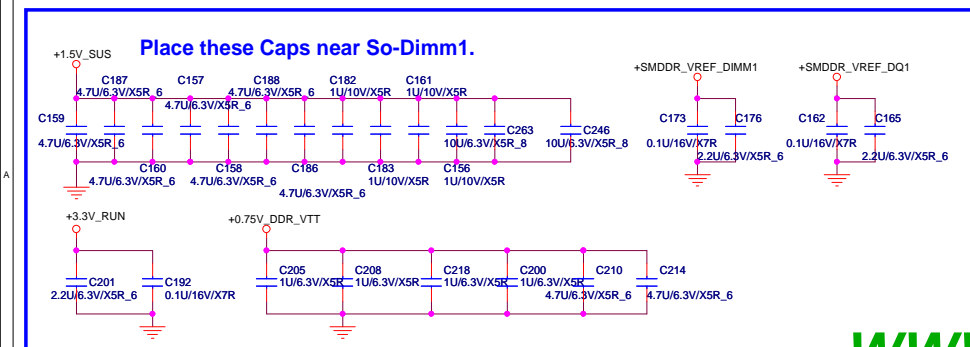 Place these Caps near So-Dimm1.
+1.5V_SUS
+SMDDR_VREF_DIMM1
+SMDDR_VREF_DQ1
C187
4.7U/6.3V/X5R_6
C157
4.7U/6.3V/X5R_6
C188
4.7U/6.3V/X5R_6
C182
1U/10V/X5R
C161
1U/10V/X5R
C159
4.7U/6.3V/X5R_6
C263
10U/6.3V/X5R_8
C246
10U/6.3V/X5R_8
C173
0.1U/16V/X7R
C176
2.2U/6.3V/X5R_6
C162
0.1U/16V/X7R
C165
2.2U/6.3V/X5R_6
C160
4.7U/6.3V/X5R_6
C158
4.7U/6.3V/X5R_6
C186
4.7U/6.3V/X5R_6
C183
1U/10V/X5R
C156
1U/10V/X5R
A
+3.3V_RUN
+0.75V_DDR_VTT
C201
2.2U/6.3V/X5R_6
C192
0.1U/16V/X7R
C205
1U/6.3V/X5R
C208
1U/6.3V/X5R
C218
1U/6.3V/X5R
C200
1U/6.3V/X5R
C210
4.7U/6.3V/X5R_6
C214
4.7U/6.3V/X5R_6